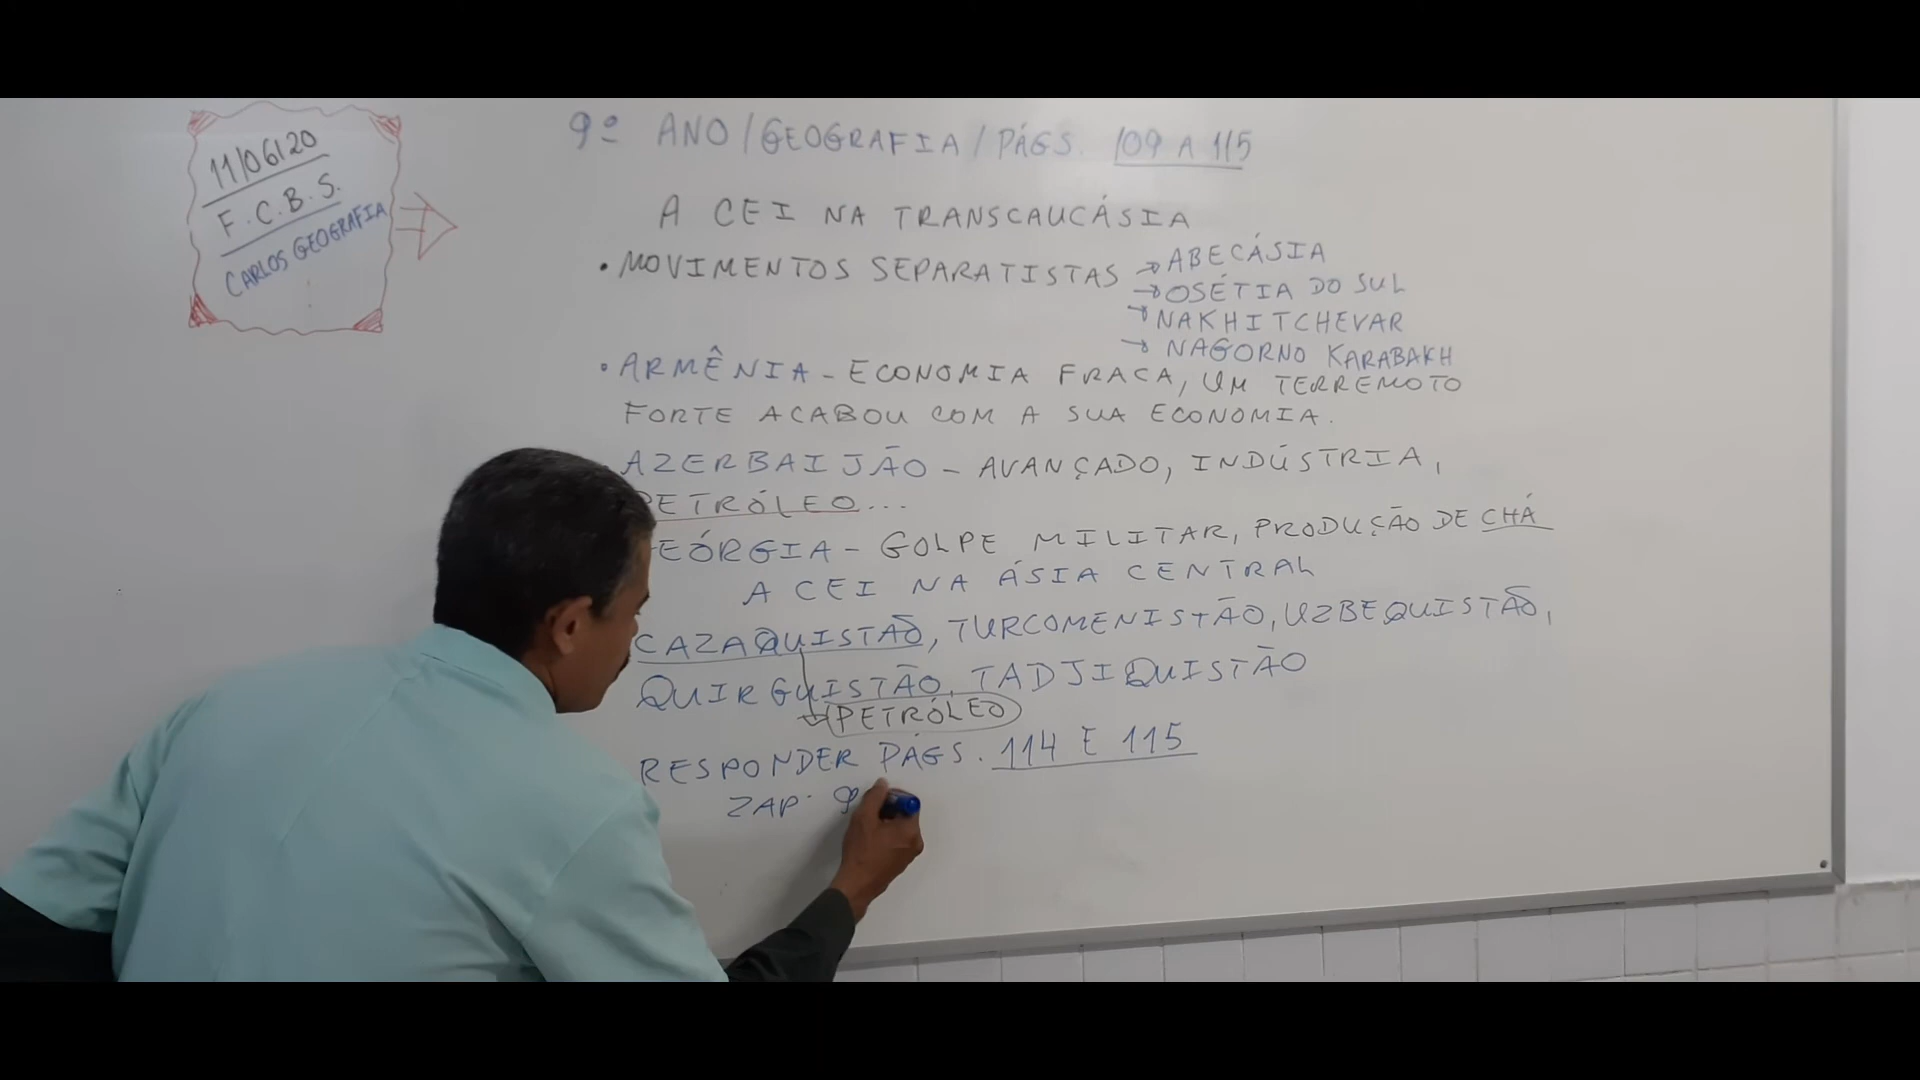 11/06/20
F.C.B.S.
CARLOS GEOGRAFIA
9º ANO/GEOGRAFIA/PÁGS. 109 A 115
A CEI NA TRANSCAUCÁSIA
• MOVIMENTOS SEPARATISTAS → ABECÁSIA
→ OSÉTIA DO SUL
→ NAKHITCHEVAR
→ NAGORNO KARABAKH
• ARMÊNIA - ECONOMIA FRACA, UM TERREMOTO
FORTE ACABOU COM A SUA ECONOMIA.
AZERBAIJÃO - AVANÇADO, INDÚSTRIA,
PETRÓLEO...
EÓRGIA - GOLPE MILITAR, PRODUÇÃO DE CHÁ
A CEI NA ÁSIA CENTRAL
CAZAQUISTÃO, TURCOMENISTÃO, UZBEQUISTÃO,
QUIRGUISTÃO, TADJIQUISTÃO
PETRÓLEO
RESPONDER PÁGS. 114 E 115
ZAP. 9